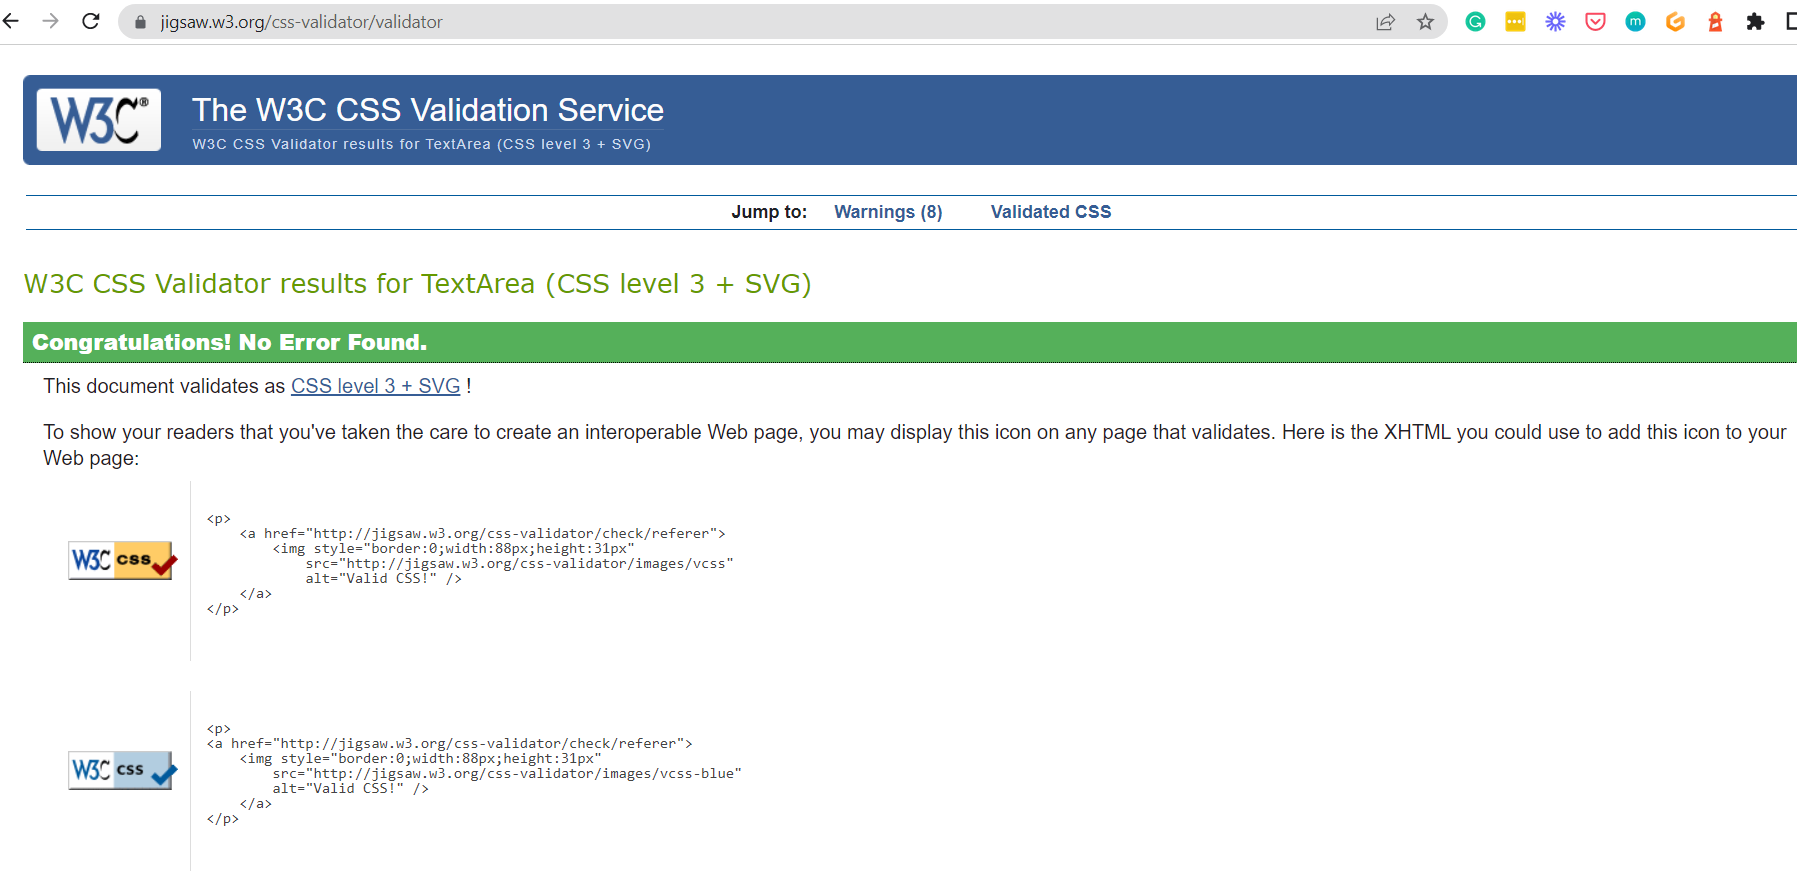 jigsaw.w3.org/css-validator/validator
W3C®
The W3C CSS Validation Service
W3C CSS Validator results for TextArea (CSS level 3 + SVG)
Jump to: Warnings (8) Validated CSS
W3C CSS Validator results for TextArea (CSS level 3 + SVG)
Congratulations! No Error Found.
This document validates as CSS level 3 + SVG !
To show your readers that you've taken the care to create an interoperable Web page, you may display this icon on any page that validates. Here is the XHTML you could use to add this icon to your
Web page:
W3C css
<p>
<a href="http://jigsaw.w3.org/css-validator/check/referer">
<img style="border:0;width:88px;height:31px"
src="http://jigsaw.w3.org/css-validator/images/vcss"
alt="Valid CSS!" />
</a>
</p>
W3C css
<p>
<a href="http://jigsaw.w3.org/css-validator/check/referer">
<img style="border:0;width:88px;height:31px"
src="http://jigsaw.w3.org/css-validator/images/vcss-blue"
alt="Valid CSS!" />
</a>
</p>